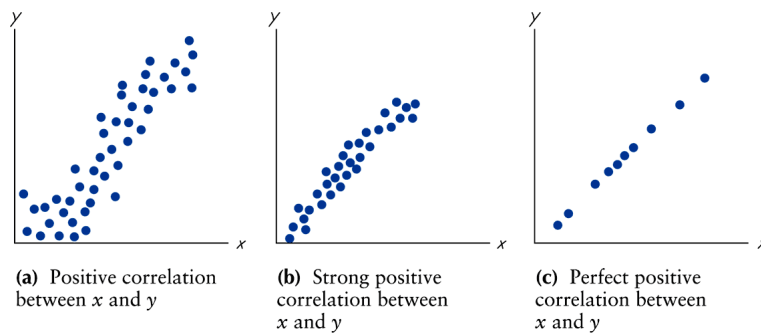 y
x
y
x
y
x
(a) Positive correlation
between x and y
(b) Strong positive
correlation between
x and y
(c) Perfect positive
correlation between
x and y